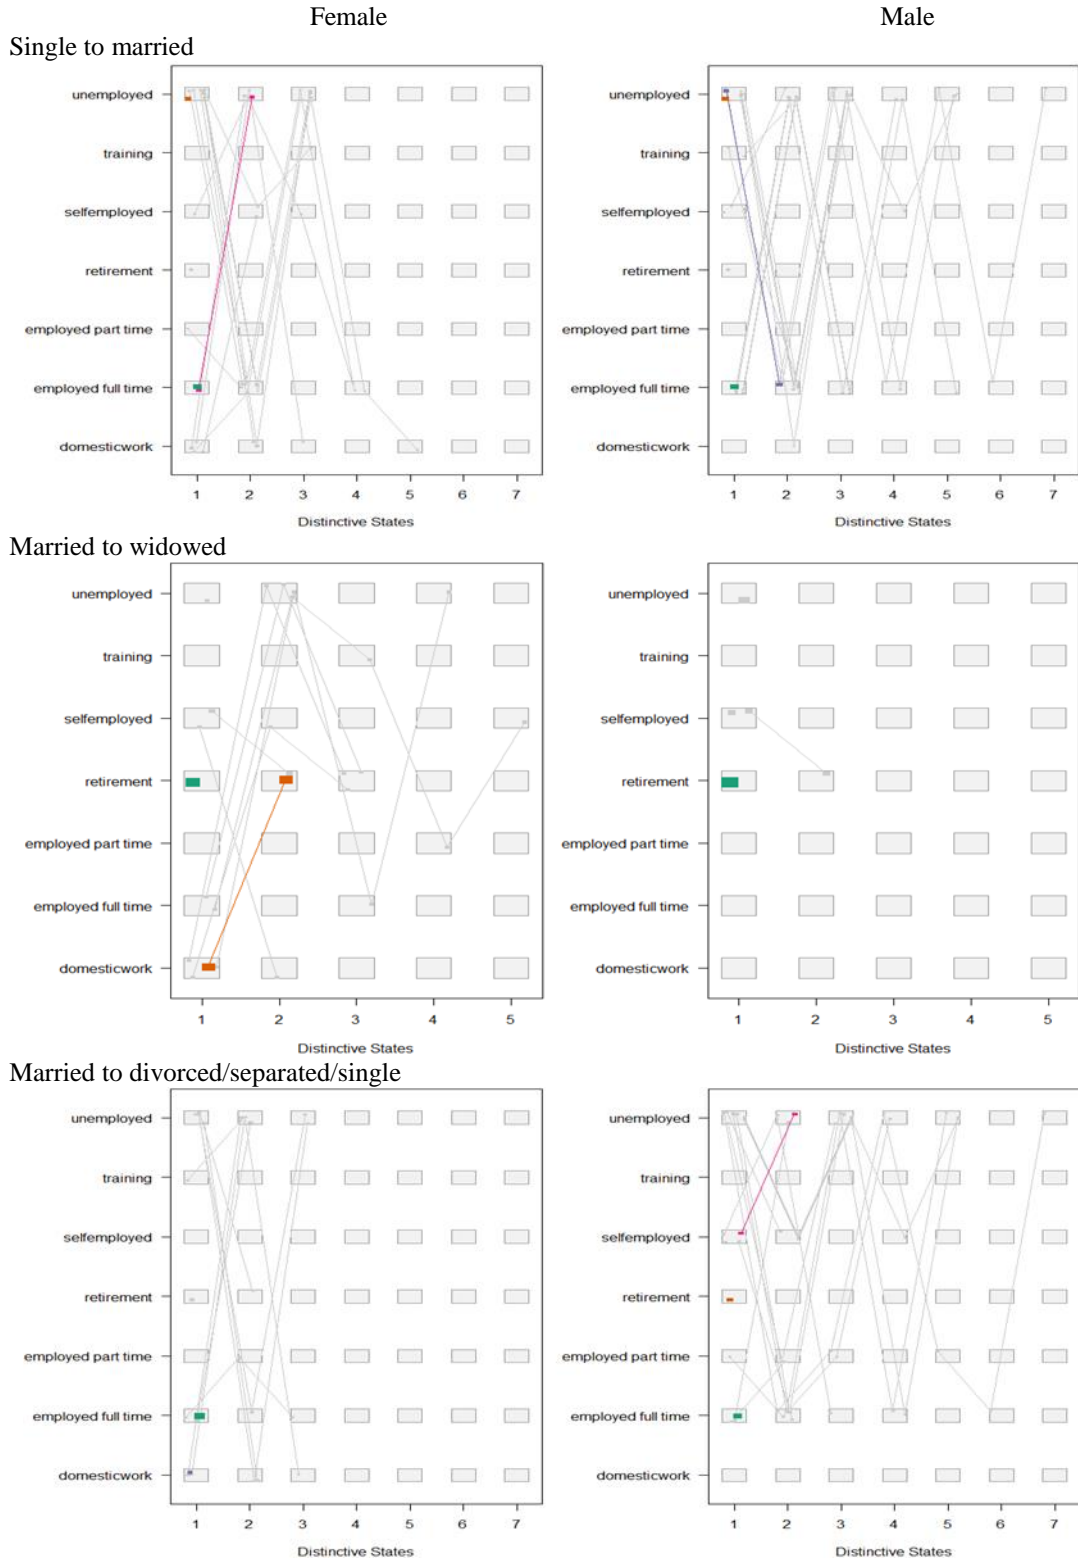 Female Male
Single to married
unemployed unemployed
training training
selfemployed selfemployed
retirement retirement
employed part time employed part time
employed full time employed full time
domesticwork domesticwork
1 2 3 4 5 6 7 1 2 3 4 5 6 7
Distinctive States Distinctive States
Married to widowed
unemployed unemployed
training training
selfemployed selfemployed
retirement retirement
employed part time employed part time
employed full time employed full time
domesticwork domesticwork
1 2 3 4 5 1 2 3 4 5
Distinctive States Distinctive States
Married to divorced/separated/single
unemployed unemployed
training training
selfemployed selfemployed
retirement retirement
employed part time employed part time
employed full time employed full time
domesticwork domesticwork
1 2 3 4 5 6 7 1 2 3 4 5 6 7
Distinctive States Distinctive States